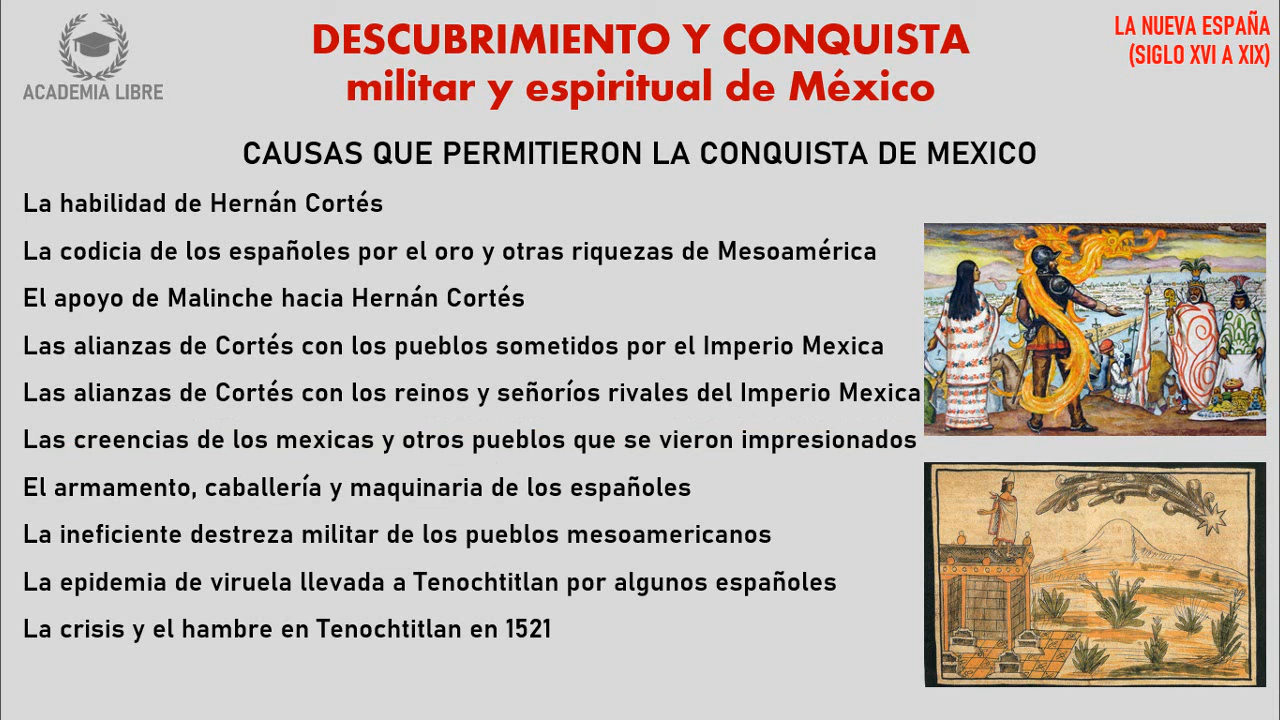 ACADEMIA LIBRE
DESCUBRIMIENTO Y CONQUISTA
militar y espiritual de México
LA NUEVA ESPAÑA
(SIGLO XVI A XIX)
CAUSAS QUE PERMITIERON LA CONQUISTA DE MEXICO
La habilidad de Hernán Cortés
La codicia de los españoles por el oro y otras riquezas de Mesoamérica
El apoyo de Malinche hacia Hernán Cortés
Las alianzas de Cortés con los pueblos sometidos por el Imperio Mexica
Las alianzas de Cortés con los reinos y señoríos rivales del Imperio Mexica
Las creencias de los mexicas y otros pueblos que se vieron impresionados
El armamento, caballería y maquinaria de los españoles
La ineficiente destreza militar de los pueblos mesoamericanos
La epidemia de viruela llevada a Tenochtitlan por algunos españoles
La crisis y el hambre en Tenochtitlan en 1521